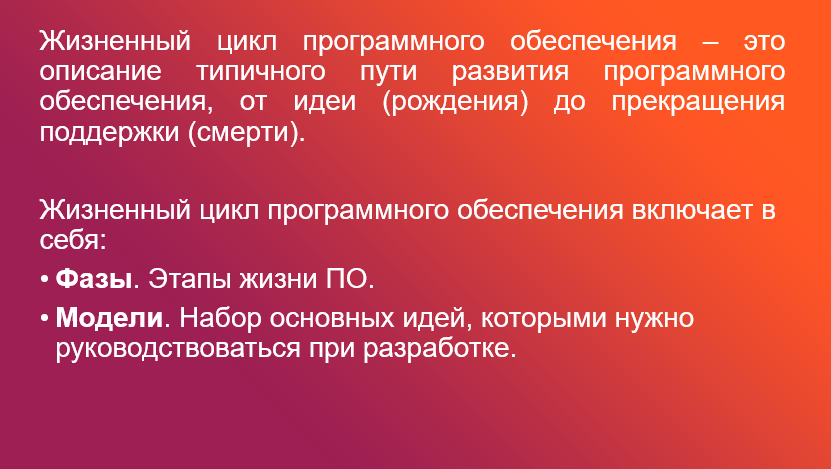 Жизненный цикл программного обеспечения – это
описание типичного пути развития программного
обеспечения, от идеи (рождения) до прекращения
поддержки (смерти).
Жизненный цикл программного обеспечения включает в
себя:
• Фазы. Этапы жизни ПО.
• Модели. Набор основных идей, которыми нужно
руководствоваться при разработке.